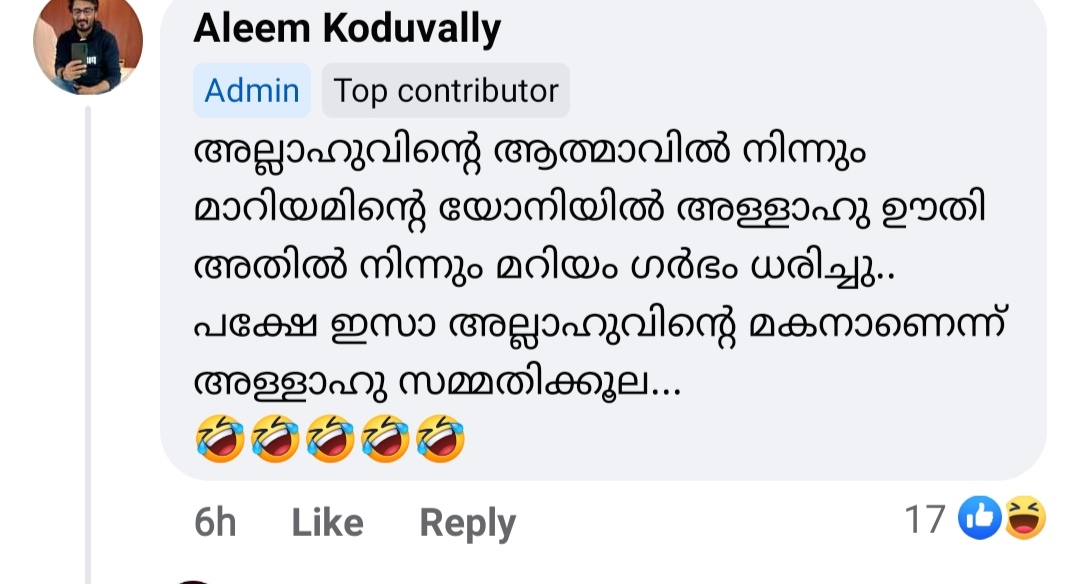 Aleem Koduvally
Admin Top contributor
അല്ലാഹുവിന്റെ ആത്മാവിൽ നിന്നും
മാറിയമിന്റെ യോനിയിൽ അള്ളാഹു ഊതി
അതിൽ നിന്നും മറിയം ഗർഭം ധരിച്ചു..
പക്ഷേ ഇസാ അല്ലാഹുവിന്റെ മകനാണെന്ന്
അള്ളാഹു സമ്മതിക്കൂല...
🤣🤣🤣🤣🤣
6h Like Reply 17